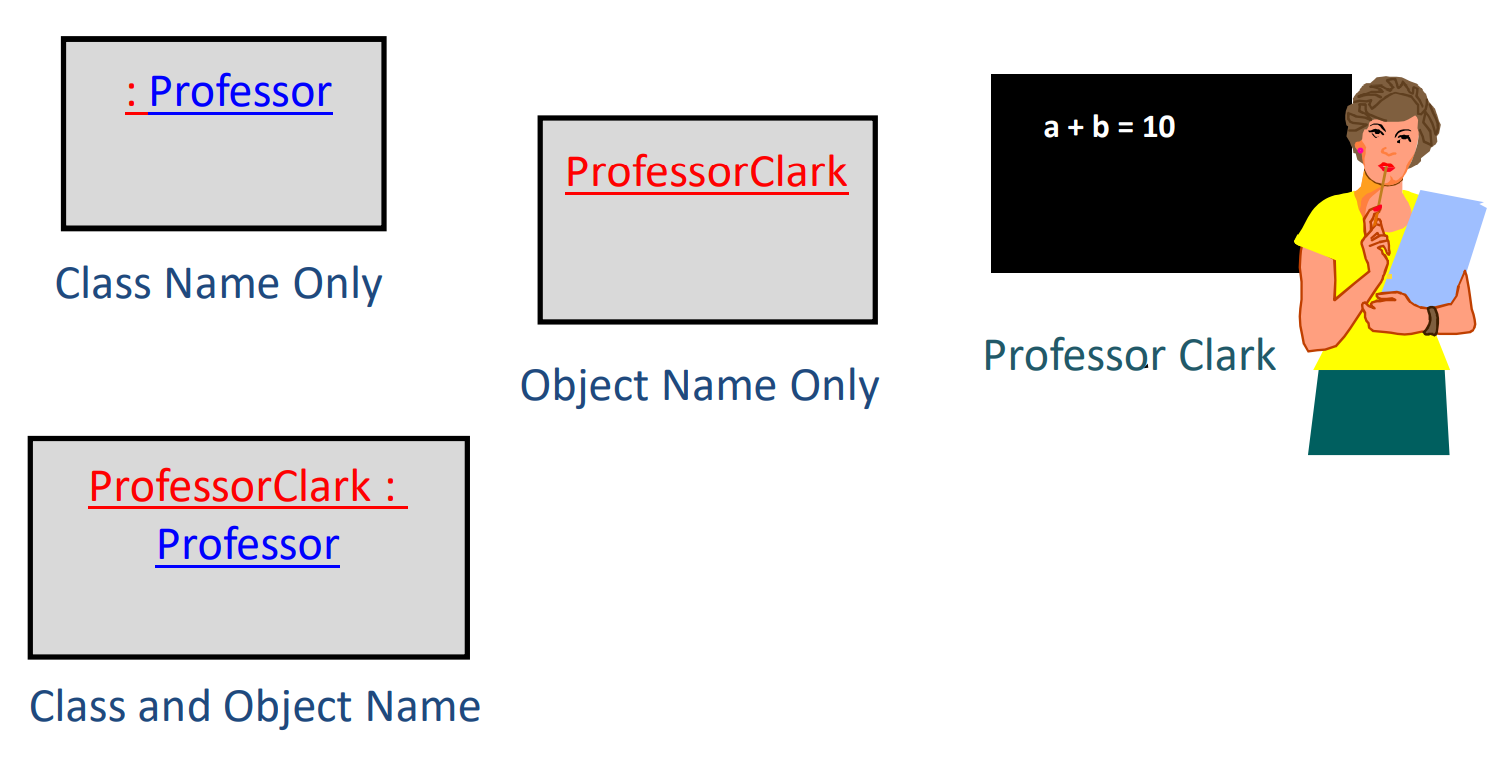 : Professor
Class Name Only
ProfessorClark
Object Name Only
a + b = 10
Professor Clark
ProfessorClark :
Professor
Class and Object Name